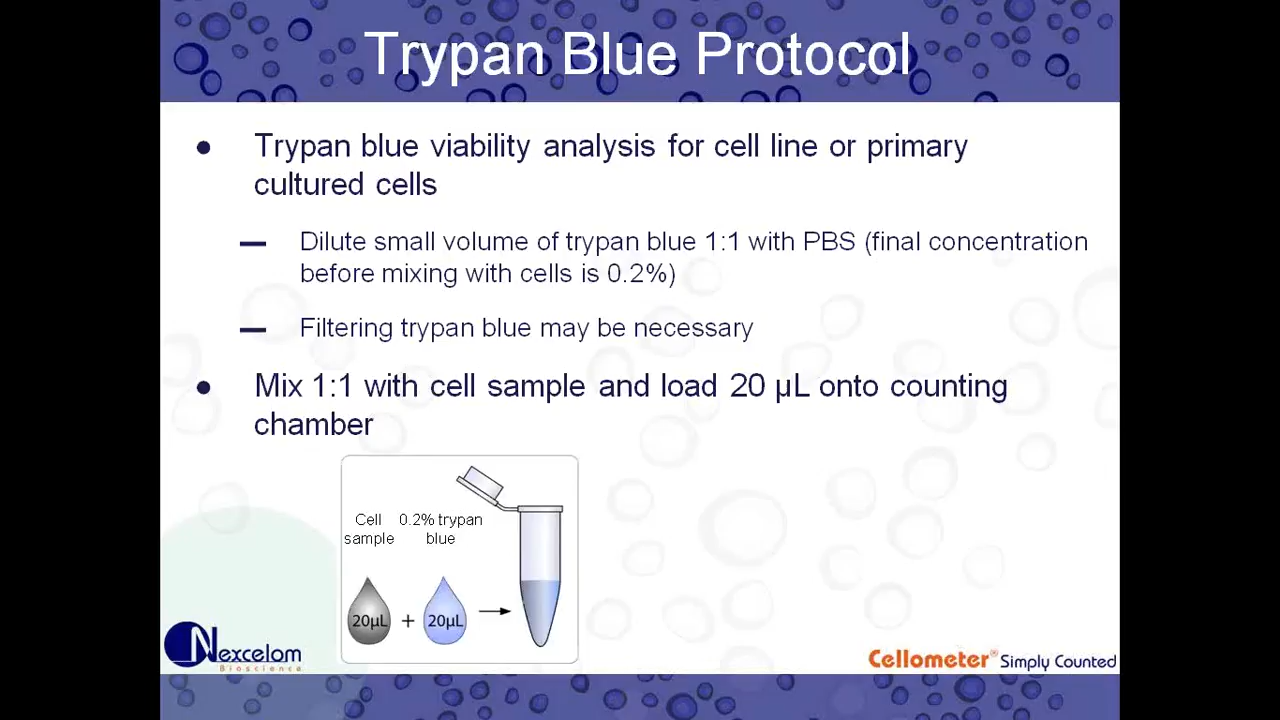 Trypan Blue Protocol
● Trypan blue viability analysis for cell line or primary
cultured cells
— Dilute small volume of trypan blue 1:1 with PBS (final concentration
before mixing with cells is 0.2%)
— Filtering trypan blue may be necessary
● Mix 1:1 with cell sample and load 20 µL onto counting
chamber
Cell
sample
0.2% trypan
blue
20µL + 20µL
Nexcelom
Bioscience
Cellometer® Simply Counted